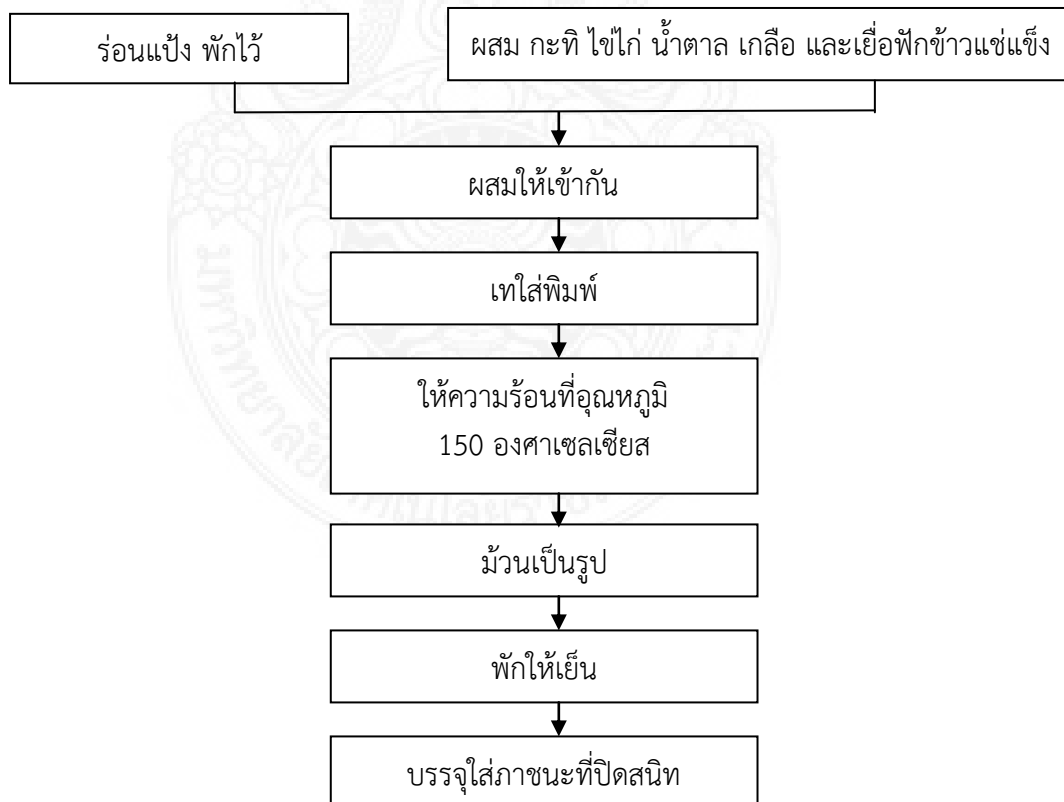 ร่อนแป้ง พักไว้
ผสม กะทิ ไข่ไก่ น้ำตาล เกลือ และเยื่อฟักข้าวแช่แข็ง
ผสมให้เข้ากัน
เทใส่พิมพ์
ให้ความร้อนที่อุณหภูมิ
150 องศาเซลเซียส
ม้วนเป็นรูป
พักให้เย็น
บรรจุใส่ภาชนะที่ปิดสนิท